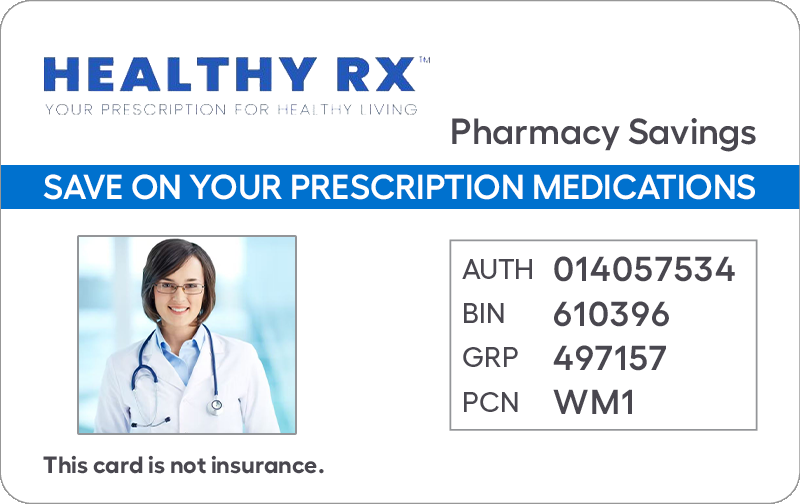 HEALTHY RX™
YOUR PRESCRIPTION FOR HEALTHY LIVING
Pharmacy Savings
SAVE ON YOUR PRESCRIPTION MEDICATIONS
AUTH 014057534
BIN 610396
GRP 497157
PCN WM1
This card is not insurance.